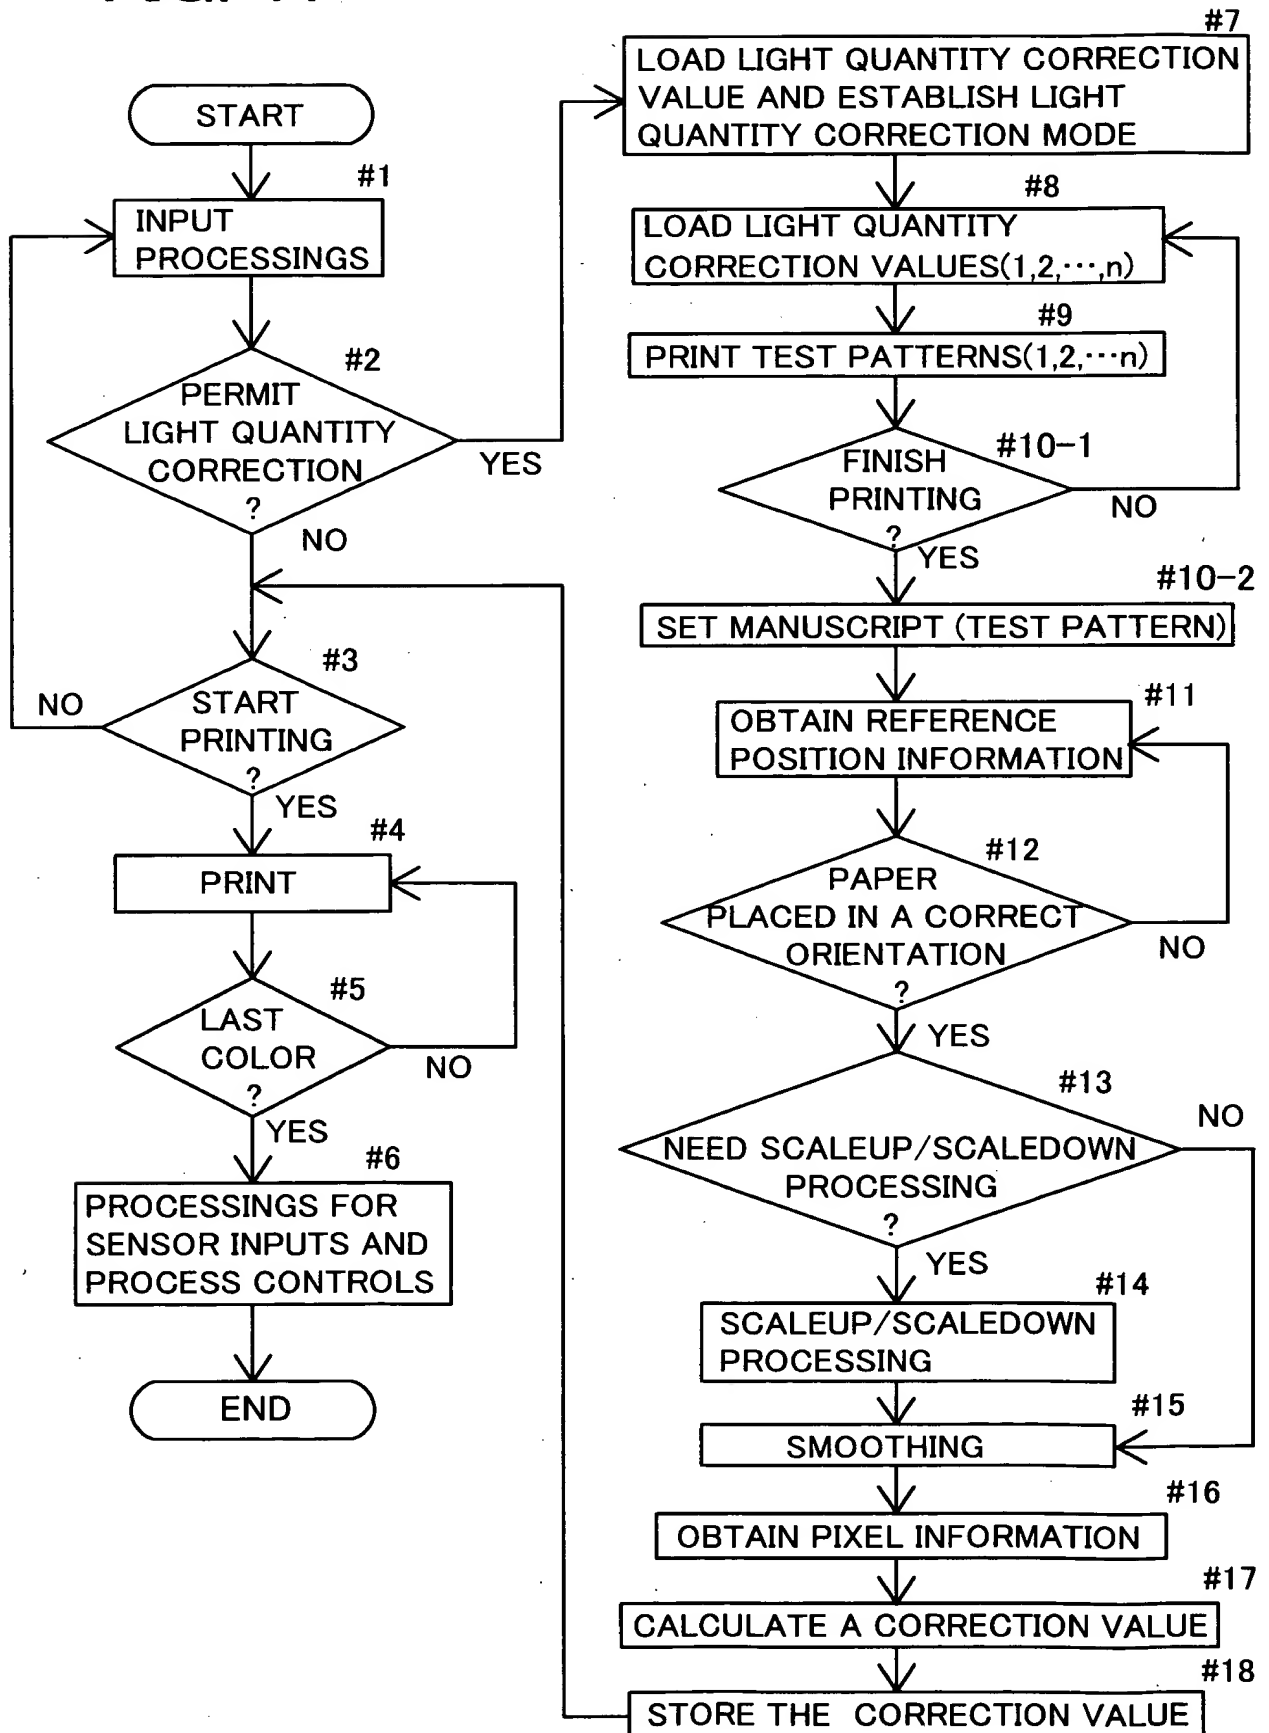 START
#1
INPUT
PROCESSINGS
#2
PERMIT
LIGHT QUANTITY
CORRECTION
?
YES
NO
#3
START
PRINTING
?
NO
YES
#4
PRINT
#5
LAST
COLOR
?
NO
YES
#6
PROCESSINGS FOR
SENSOR INPUTS AND
PROCESS CONTROLS
END
#7
LOAD LIGHT QUANTITY CORRECTION
VALUE AND ESTABLISH LIGHT
QUANTITY CORRECTION MODE
#8
LOAD LIGHT QUANTITY
CORRECTION VALUES(1,2,⋯,n)
#9
PRINT TEST PATTERNS(1,2,⋯n)
#10-1
FINISH
PRINTING
?
NO
YES
#10-2
SET MANUSCRIPT (TEST PATTERN)
#11
OBTAIN REFERENCE
POSITION INFORMATION
#12
PAPER
PLACED IN A CORRECT
ORIENTATION
?
NO
YES
#13
NEED SCALEUP/SCALEDOWN
PROCESSING
?
NO
YES
#14
SCALEUP/SCALEDOWN
PROCESSING
#15
SMOOTHING
#16
OBTAIN PIXEL INFORMATION
#17
CALCULATE A CORRECTION VALUE
#18
STORE THE CORRECTION VALUE